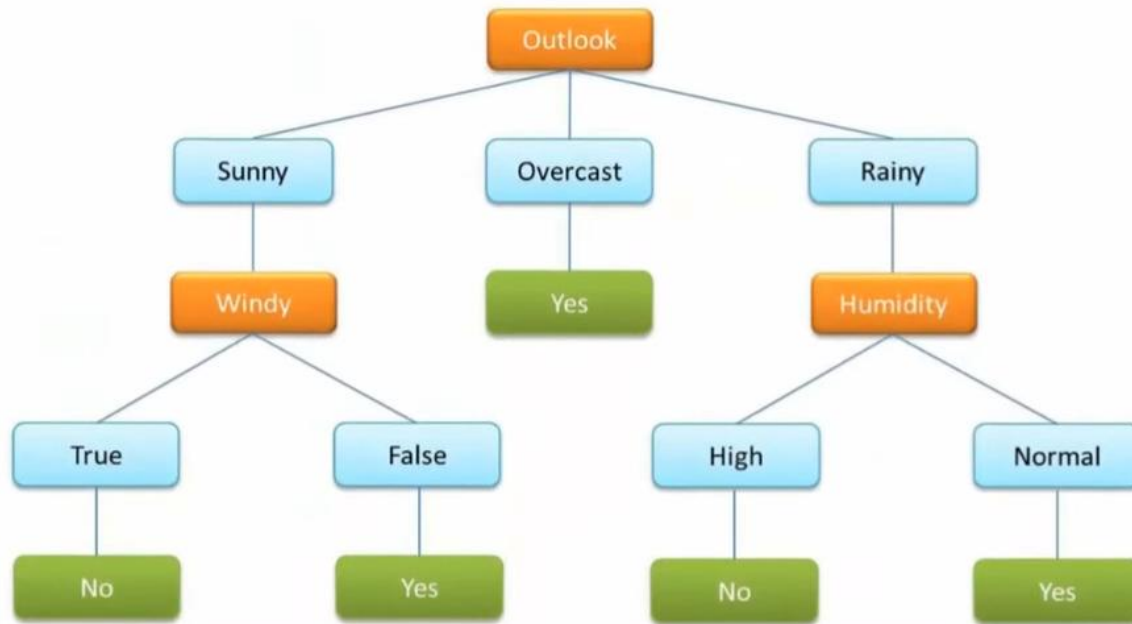 Outlook
Sunny
Overcast
Rainy
Windy
Yes
Humidity
True
False
High
Normal
No
Yes
No
Yes